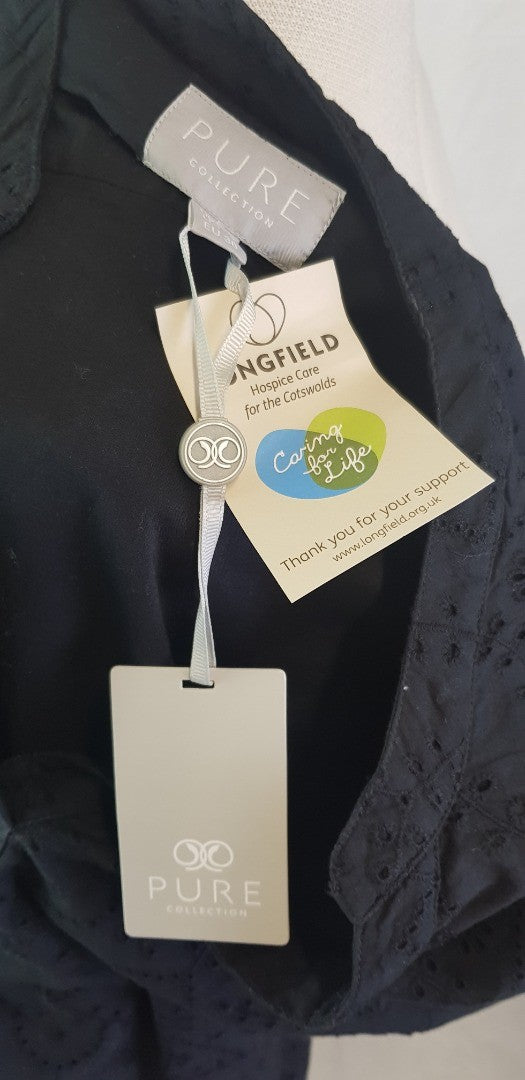 PURE
COLLECTION
LONGFIELD
Hospice Care
for the Cotswolds
Caring
for
Life
Thank you for your support
www.longfield.org.uk
PURE
COLLECTION